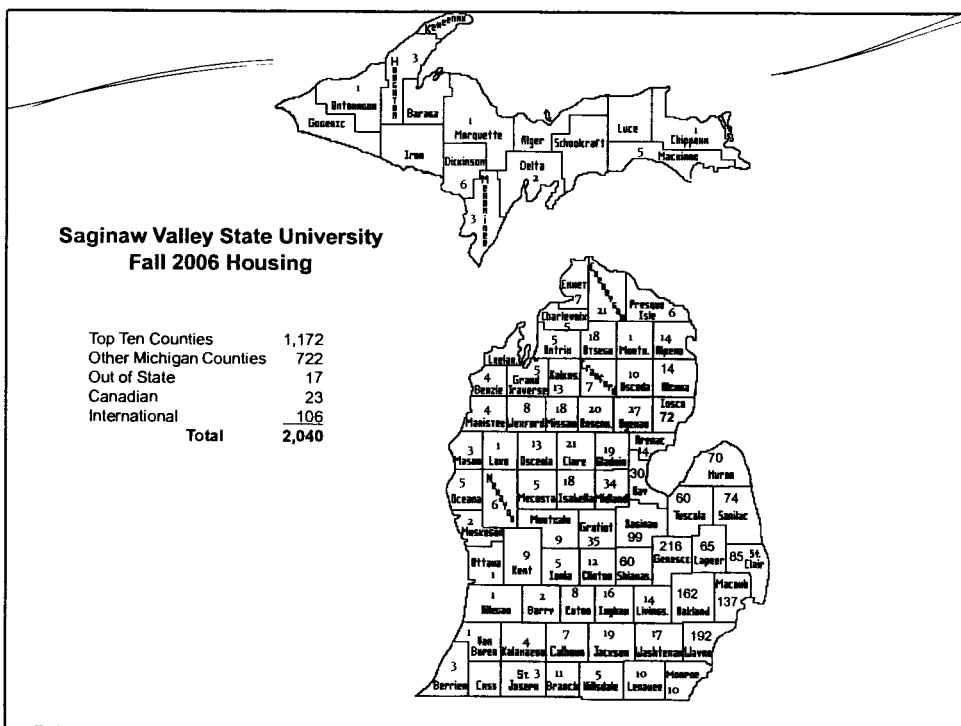 Keweenaw
3
Houghton
1
Ontonagon
Baraga
Gogebic
1
Marquette
Alger
Luce
1
Chippewa
Schoolcraft
Iron
Dickinson
Delta
2
5
Mackinac
6
Menominee
3
Saginaw Valley State University
Fall 2006 Housing
Top Ten Counties 1,172
Other Michigan Counties 722
Out of State 17
Canadian 23
International 106
Total 2,040
Emmet
7
Cheboygan
21
Presque
Isle 6
Charlevoix
5
5
Antrim
18
Otsego
1
Montm.
14
Alpena
Leelan.
4
Benzie
5
Grand
Traverse
Kalkas.
13
Crawford
7
10
Oscoda
14
Alcona
4
Manistee
8
Wexford
18
Missau.
20
Roscom.
27
Ogemaw
Iosco
72
3
Mason
1
Lake
13
Osceola
21
Clare
19
Gladwin
Arenac
14
70
Huron
5
Oceana
Newaygo
6
5
Mecosta
18
Isabella
34
Midland
30
Bay
60
Tuscola
74
Sanilac
2
Muskegon
Montcalm
9
Gratiot
35
Saginaw
99
Ottawa
1
9
Kent
5
Ionia
12
Clinton
60
Shiawas.
216
Genesee
65
Lapeer
85 St.
Clair
1
Allegan
2
Barry
8
Eaton
16
Ingham
14
Livings.
162
Oakland
Macomb
137
1
Van
Buren
4
Kalamazoo
7
Calhoun
19
Jackson
17
Washtenaw
192
Wayne
3
Berrien
Cass
St. 3
Joseph
11
Branch
5
Hillsdale
10
Lenawee
Monroe
10